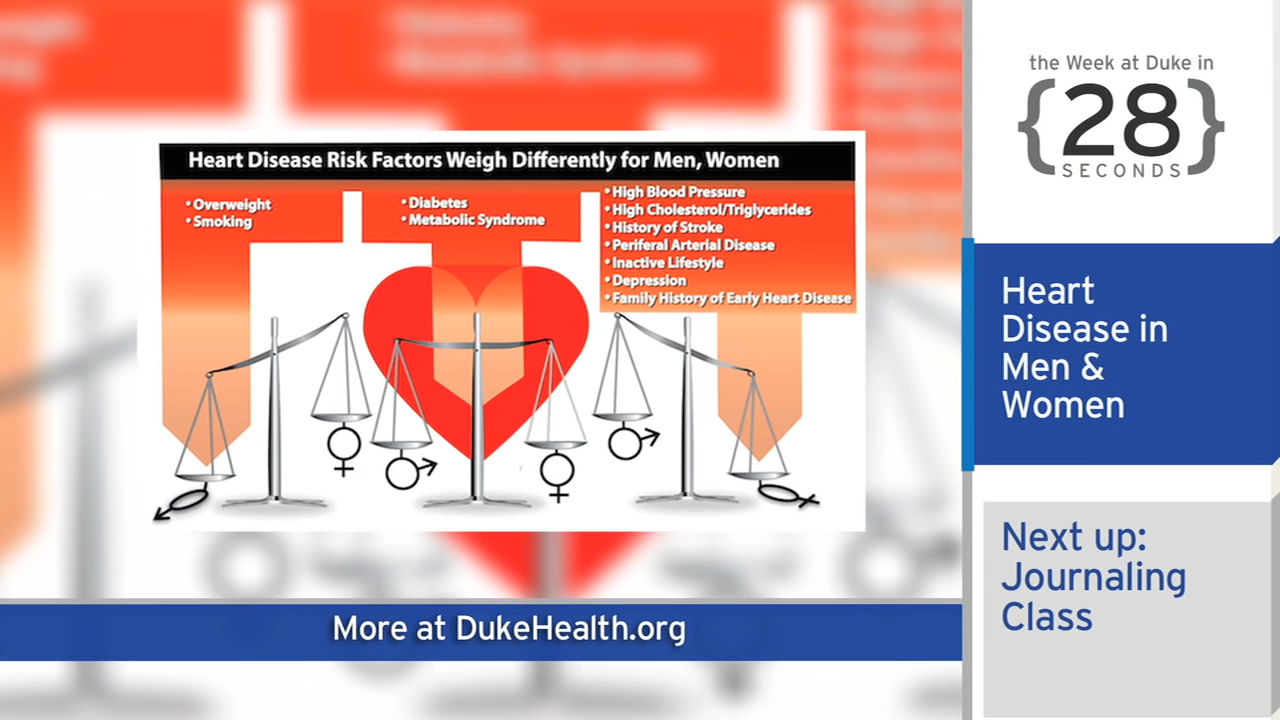 Heart Disease Risk Factors Weigh Differently for Men, Women
• Overweight
• Smoking
• Diabetes
• Metabolic Syndrome
• High Blood Pressure
• High Cholesterol/Triglycerides
• History of Stroke
• Periferal Arterial Disease
• Inactive Lifestyle
• Depression
• Family History of Early Heart Disease
More at DukeHealth.org
the Week at Duke in
{28}
SECONDS
Heart
Disease in
Men &
Women
Next up:
Journaling
Class